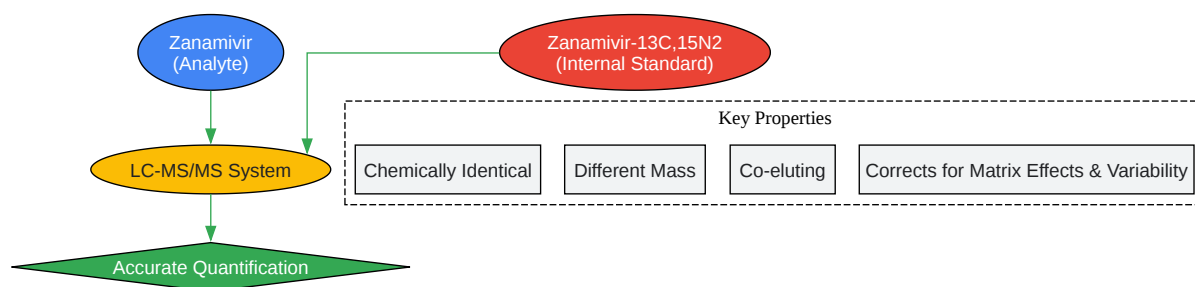 Zanamivir
(Analyte)
Zanamivir-13C,15N2
(Internal Standard)
Key Properties
LC-MS/MS System
Chemically Identical
Different Mass
Co-eluting
Corrects for Matrix Effects & Variability
Accurate Quantification